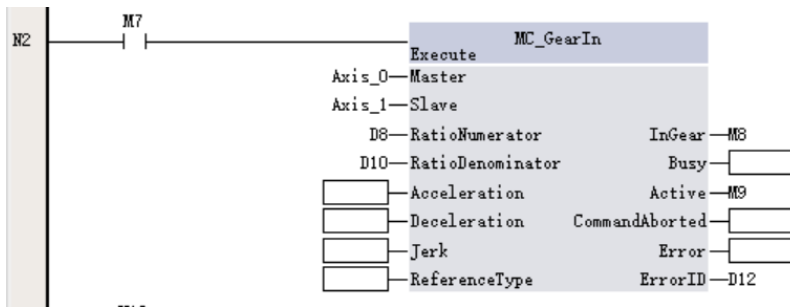 M7
N2
MC_GearIn
Execute
Axis_0 Master
Axis_1 Slave
D8 RatioNumerator InGear M8
D10 RatioDenominator Busy
Acceleration Active M9
Deceleration CommandAborted
Jerk Error
ReferenceType ErrorID D12